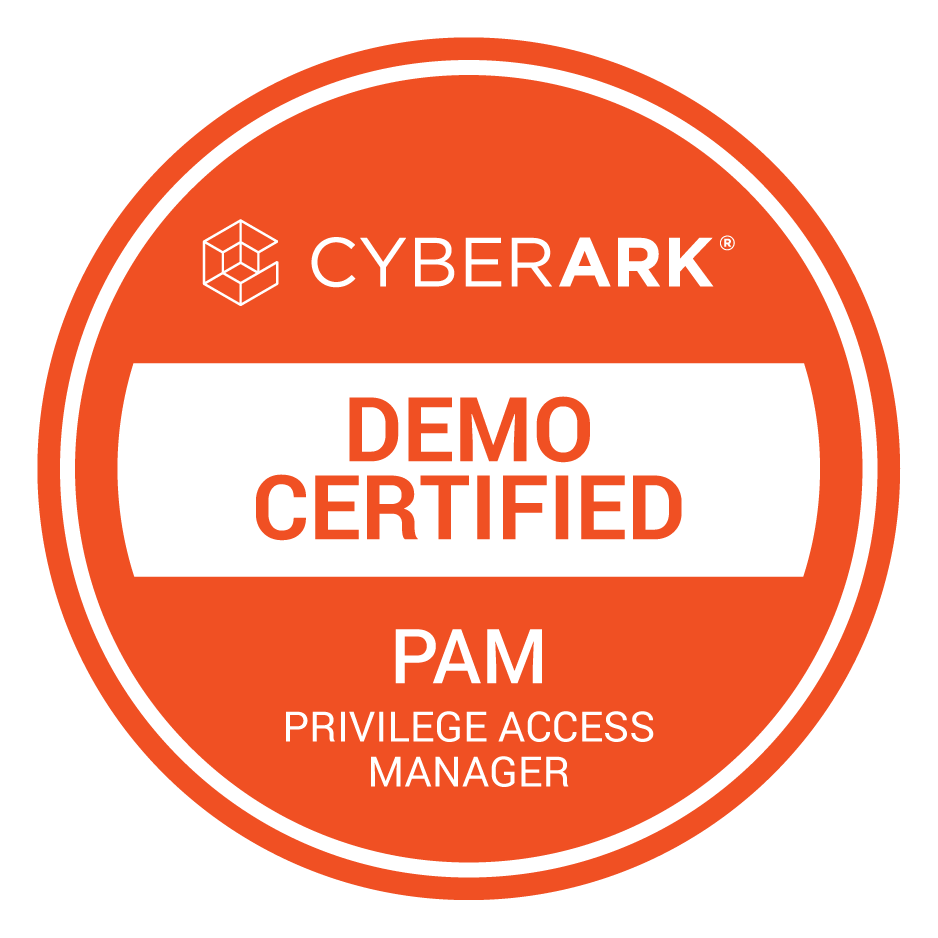 CYBERARK®
DEMO
CERTIFIED
PAM
PRIVILEGE ACCESS
MANAGER